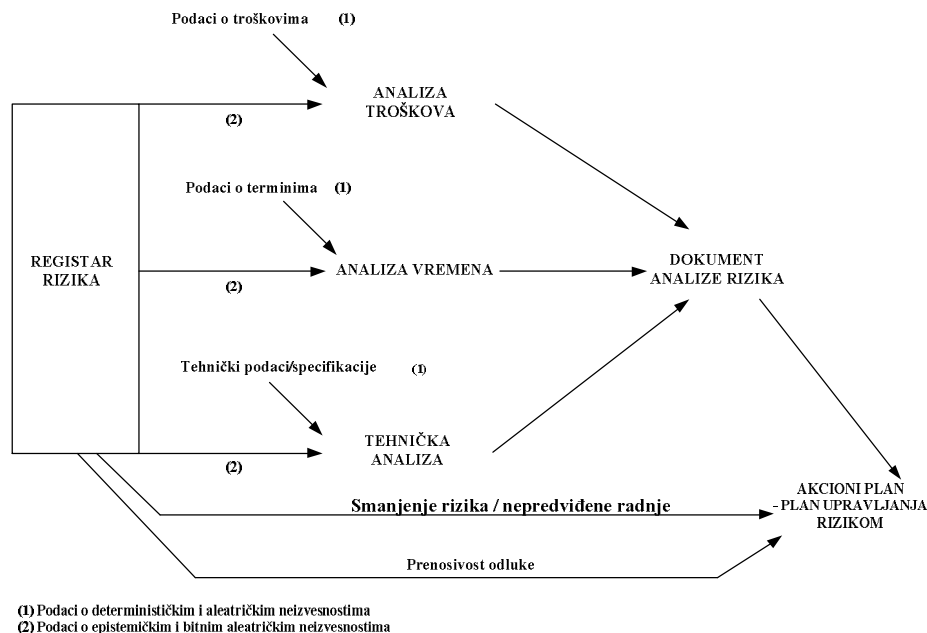 Podaci o troškovima (1)
ANALIZA
TROŠKOVA
(2)
Podaci o terminima (1)
REGISTAR
RIZIKA
(2)
ANALIZA VREMENA
DOKUMENT
ANALIZE RIZIKA
Tehnički podaci/specifikacije (1)
(2)
TEHNIČKA
ANALIZA
Smanjenje rizika / nepredviđene radnje
AKCIONI PLAN
- PLAN UPRAVLJANJA
RIZIKOM
Prenosivost odluke
(1) Podaci o determinističkim i aleatričkim neizvesnostima
(2) Podaci o epistemičkim i bitnim aleatričkim neizvesnostima